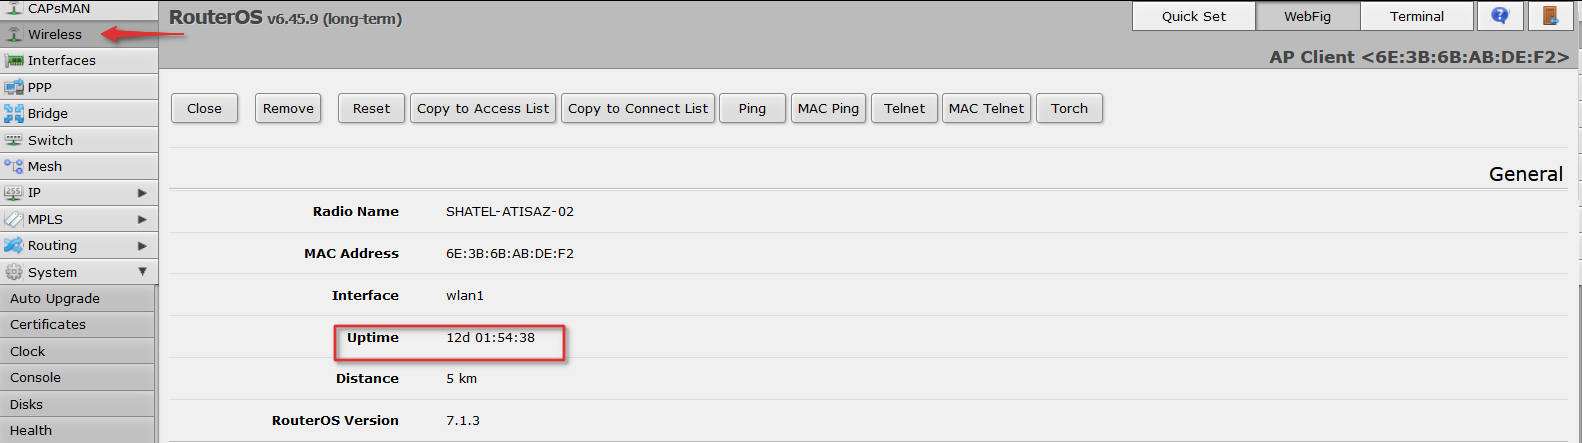 CAPsMAN
Wireless
Interfaces
PPP
Bridge
Switch
Mesh
IP
MPLS
Routing
System
Auto Upgrade
Certificates
Clock
Console
Disks
Health
RouterOS v6.45.9 (long-term)
Quick Set WebFig Terminal
AP Client <6E:3B:6B:AB:DE:F2>
Close Remove Reset Copy to Access List Copy to Connect List Ping MAC Ping Telnet MAC Telnet Torch
General
Radio Name SHATEL-ATISAZ-02
MAC Address 6E:3B:6B:AB:DE:F2
Interface wlan1
Uptime 12d 01:54:38
Distance 5 km
RouterOS Version 7.1.3